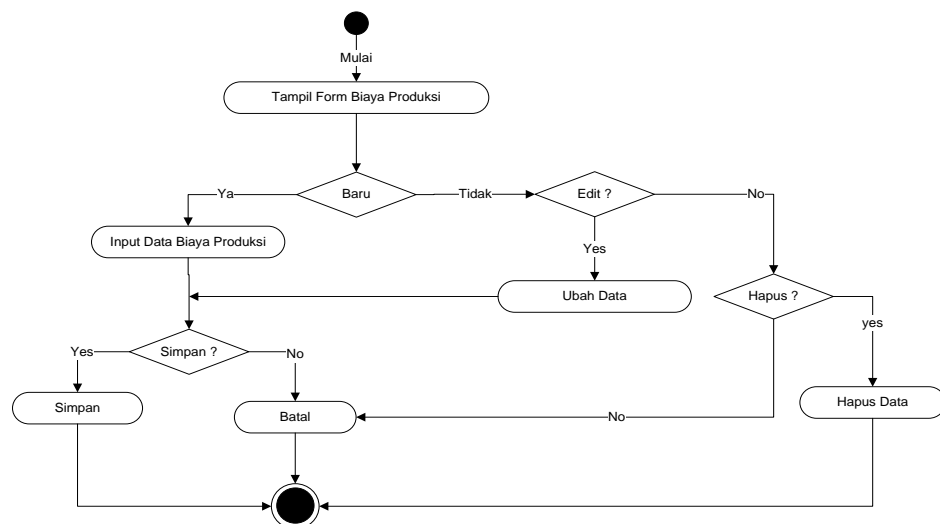 Mulai
Tampil Form Biaya Produksi
Ya
Baru
Tidak
Edit ?
No
Input Data Biaya Produksi
Yes
Ubah Data
Hapus ?
yes
Yes
Simpan ?
No
Simpan
Batal
No
Hapus Data